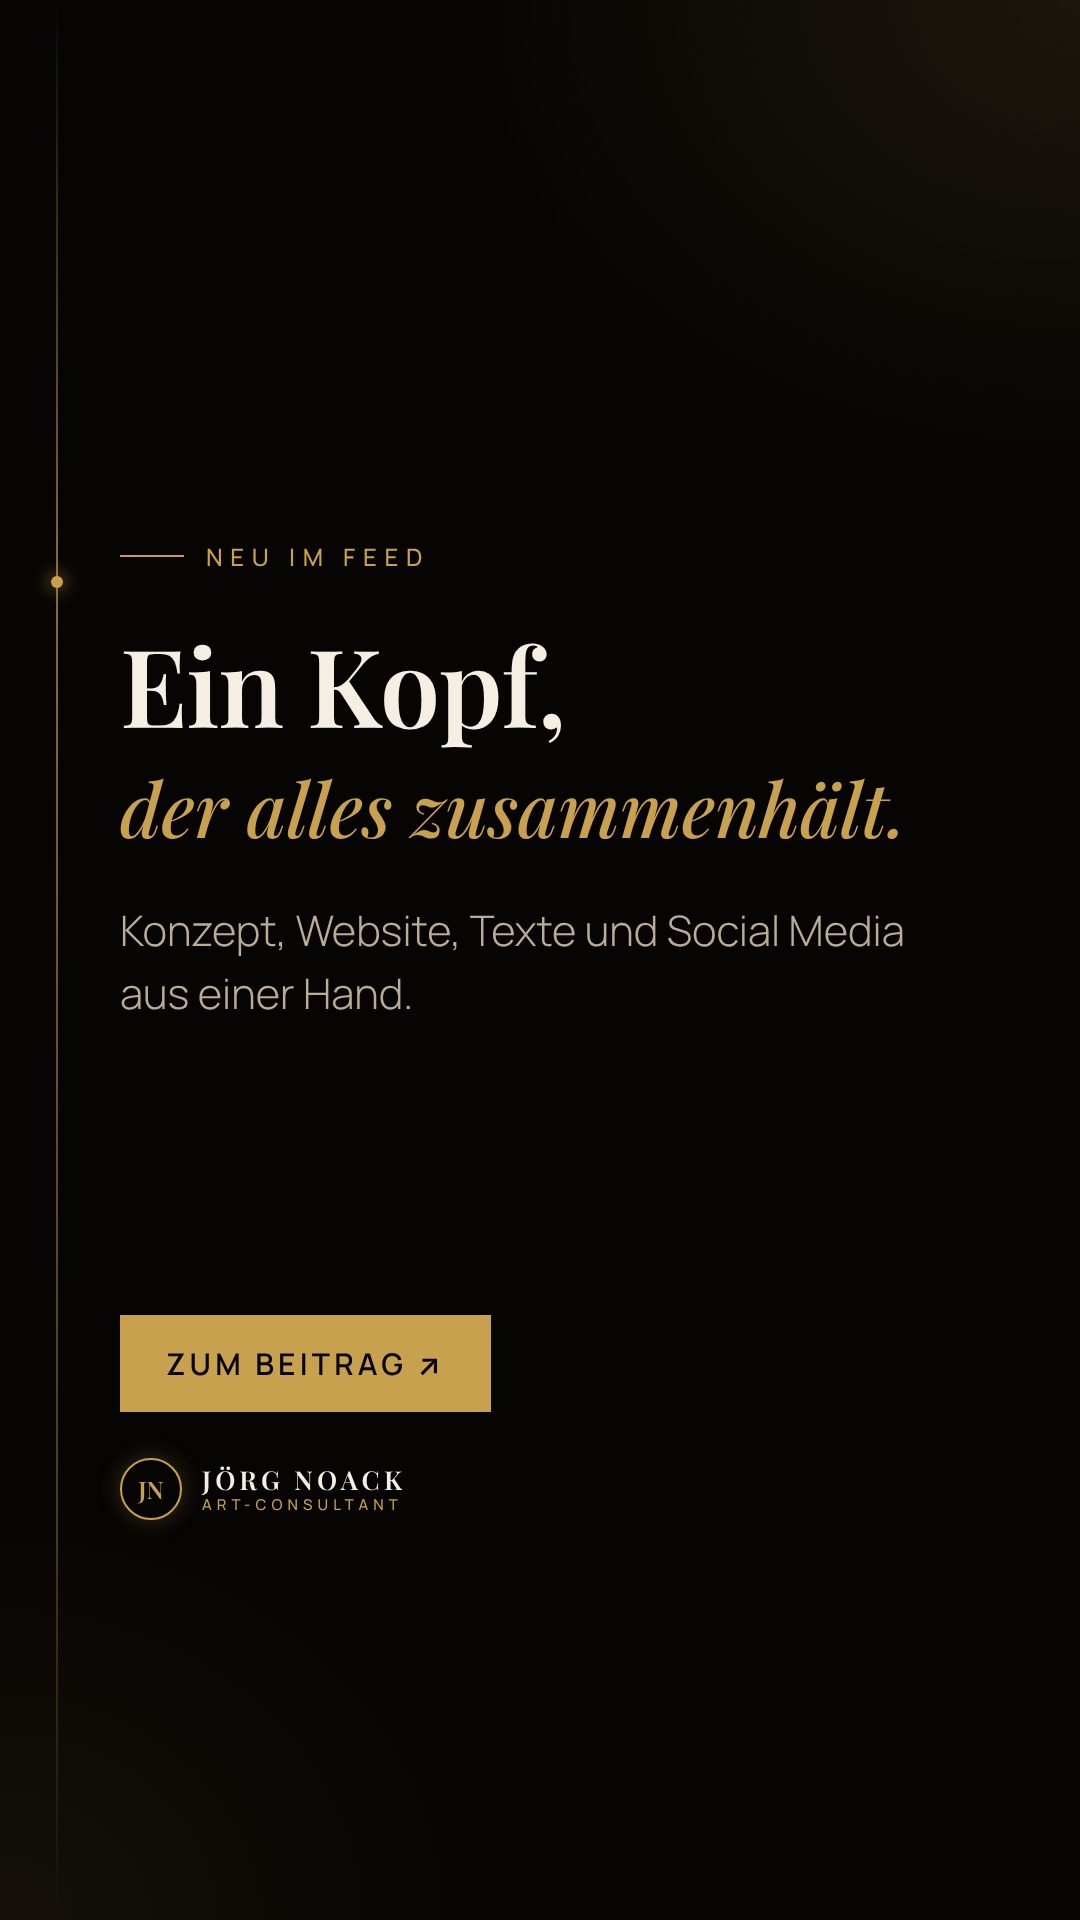 NEU IM FEED
Ein Kopf,
der alles zusammenhält.
Konzept, Website, Texte und Social Media
aus einer Hand.
ZUM BEITRAG ↗
JN
JÖRG NOACK
ART-CONSULTANT